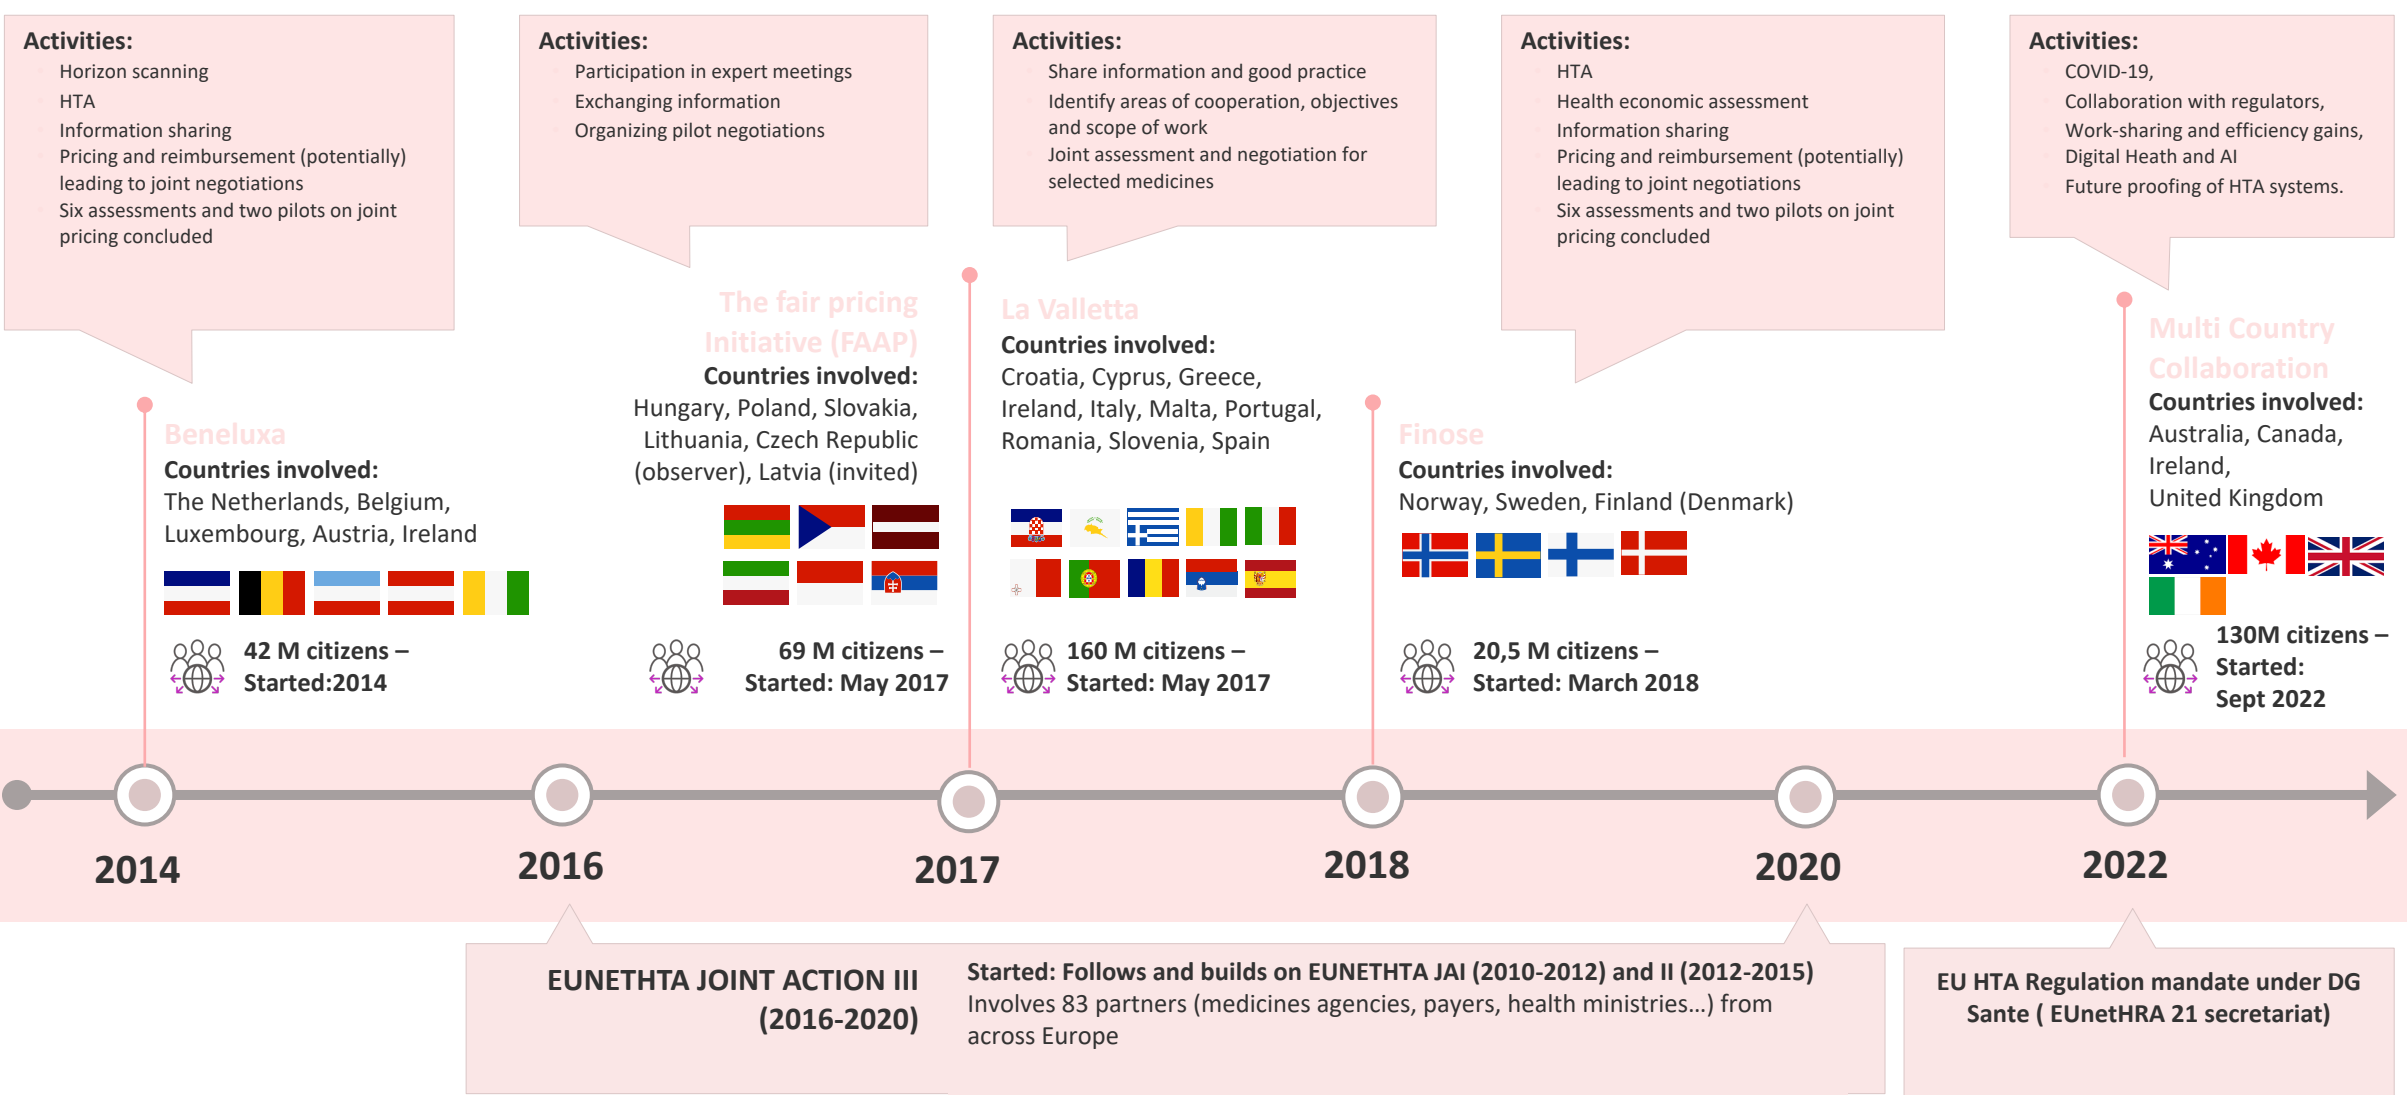 Activities:
Horizon scanning
HTA
Information sharing
Pricing and reimbursement (potentially)
leading to joint negotiations
Six assessments and two pilots on joint
pricing concluded
Activities:
Participation in expert meetings
Exchanging information
Organizing pilot negotiations
Activities:
Share information and good practice
Identify areas of cooperation, objectives
and scope of work
Joint assessment and negotiation for
selected medicines
Activities:
HTA
Health economic assessment
Information sharing
Pricing and reimbursement (potentially)
leading to joint negotiations
Six assessments and two pilots on joint
pricing concluded
Activities:
COVID-19,
Collaboration with regulators,
Work-sharing and efficiency gains,
Digital Heath and AI
Future proofing of HTA systems.
Beneluxa
Countries involved:
The Netherlands, Belgium,
Luxembourg, Austria, Ireland
42 M citizens –
Started:2014
The fair pricing
Initiative (FAAP)
Countries involved:
Hungary, Poland, Slovakia,
Lithuania, Czech Republic
(observer), Latvia (invited)
69 M citizens –
Started: May 2017
La Valletta
Countries involved:
Croatia, Cyprus, Greece,
Ireland, Italy, Malta, Portugal,
Romania, Slovenia, Spain
160 M citizens –
Started: May 2017
Finose
Countries involved:
Norway, Sweden, Finland (Denmark)
20,5 M citizens –
Started: March 2018
Multi Country
Collaboration
Countries involved:
Australia, Canada,
Ireland,
United Kingdom
130M citizens –
Started:
Sept 2022
2014
2016
2017
2018
2020
2022
EUNETHTA JOINT ACTION III
(2016-2020)
Started: Follows and builds on EUNETHTA JAI (2010-2012) and II (2012-2015)
Involves 83 partners (medicines agencies, payers, health ministries...) from
across Europe
EU HTA Regulation mandate under DG
Sante ( EUnetHRA 21 secretariat)